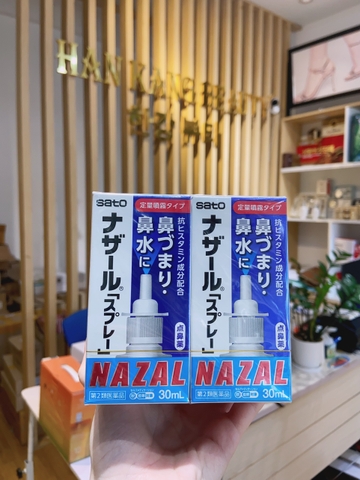 HAN KANG BEAUTY
sato
定量噴霧タイプ
ナザール®「スプレー」
鼻づまり・
鼻水に
抗ヒスタミン成分配合
点鼻薬
NAZAL
第2類医薬品
30mL
sato
定量噴霧タイプ
ナザール®「スプレー」
鼻づまり・
鼻水に
抗ヒスタミン成分配合
点鼻薬
NAZAL
第2類医薬品
30mL